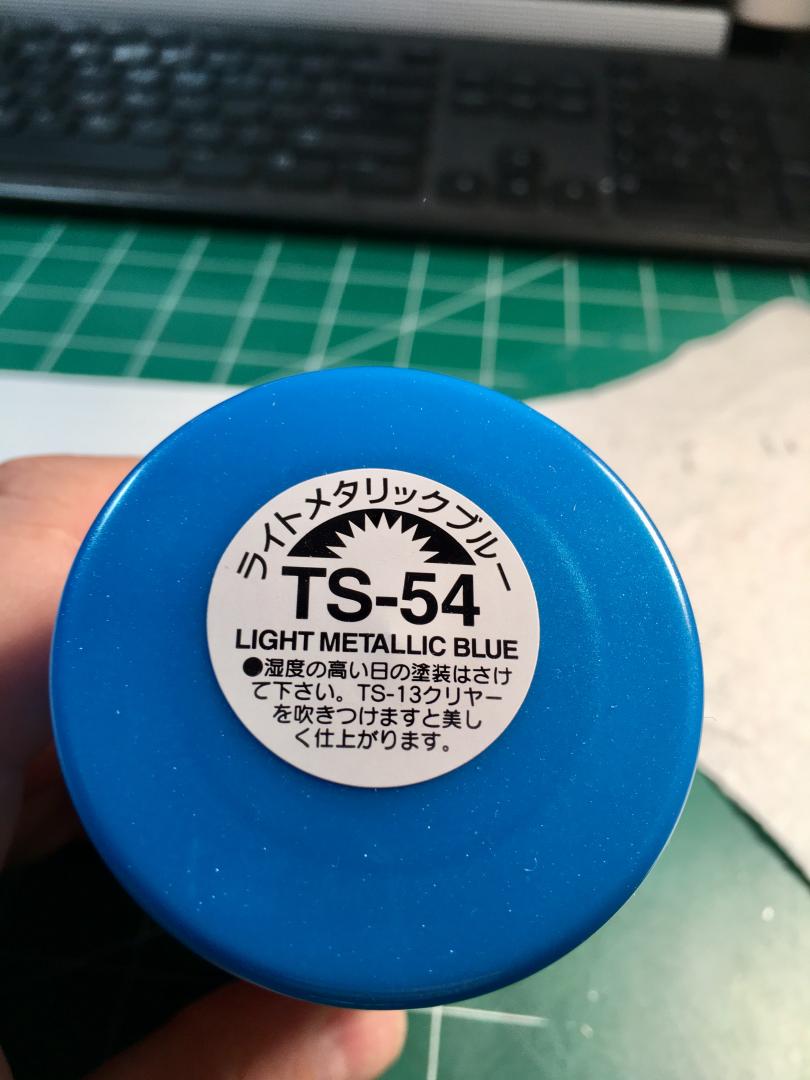 ライトメタリックブルー
TS-54
LIGHT METALLIC BLUE
●湿度の高い日の塗装はさけ
て下さい。TS-13クリヤー
を吹きつけますと美し
く仕上がります。